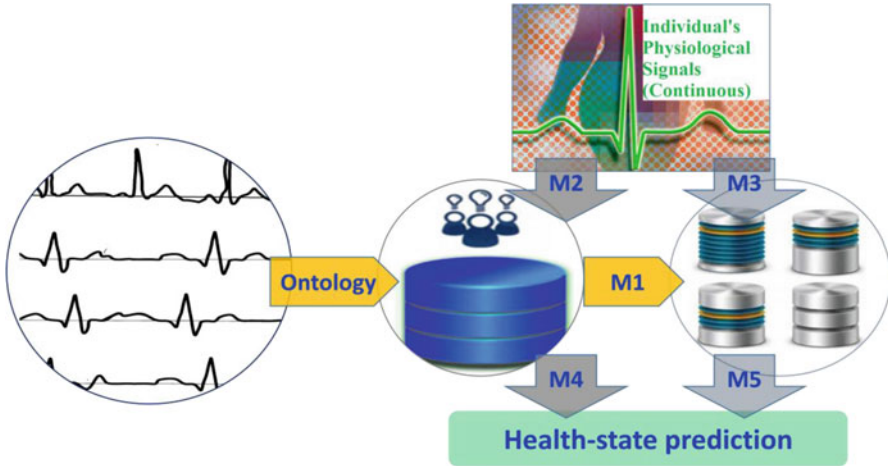 Individual's
Physiological
Signals
(Continuous)
M2
M3
Ontology
M1
M4
M5
Health-state prediction